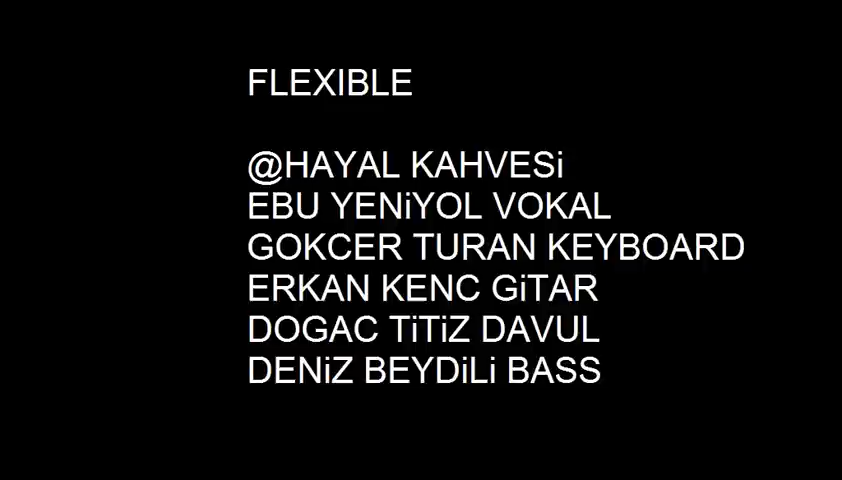 FLEXIBLE
@HAYAL KAHVESi
EBU YENiYOL VOKAL
GOKCER TURAN KEYBOARD
ERKAN KENC GiTAR
DOGAC TiTiZ DAVUL
DENiZ BEYDiLi BASS